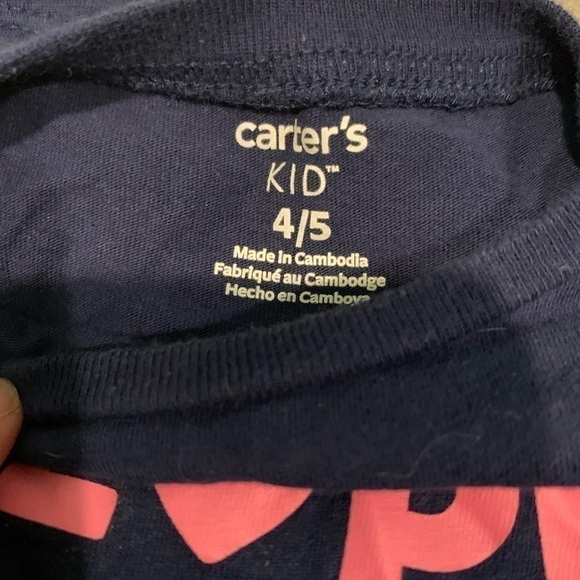 carter's
KID™
4/5
Made in Cambodia
Fabriqué au Cambodge
Hecho en Camboya